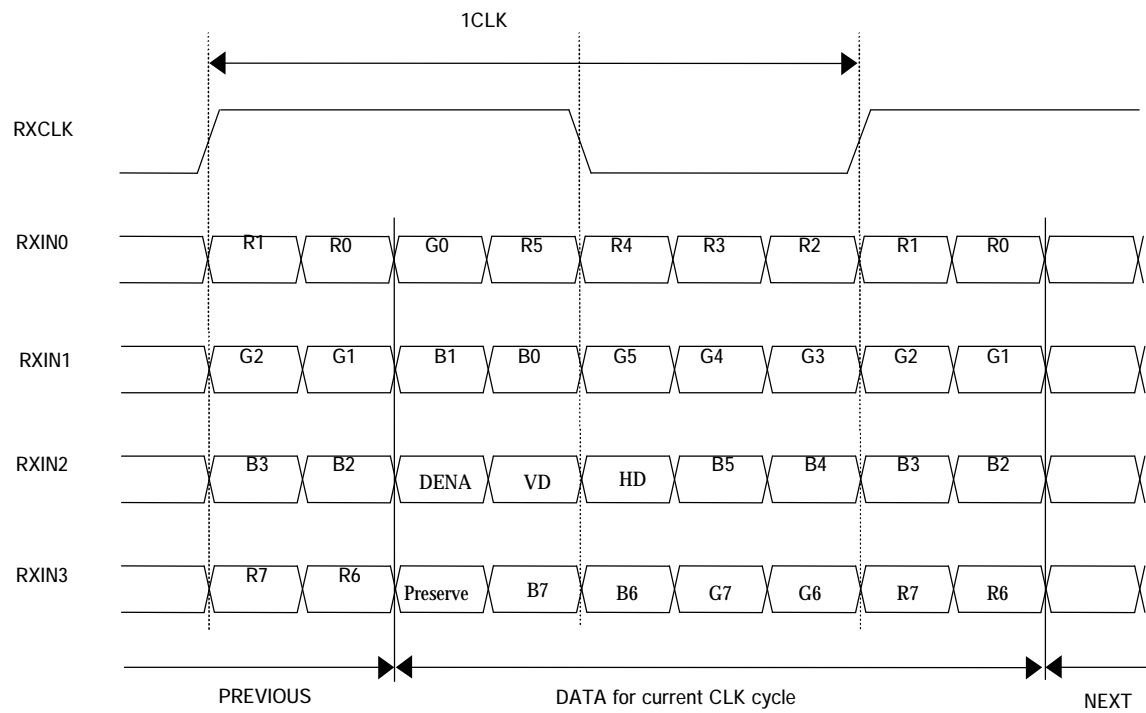 1CLK
RXCLK
RXIN0 R1 R0 G0 R5 R4 R3 R2 R1 R0
RXIN1 G2 G1 B1 B0 G5 G4 G3 G2 G1
RXIN2 B3 B2 DENA VD HD B5 B4 B3 B2
RXIN3 R7 R6 Preserve B7 B6 G7 G6 R7 R6
PREVIOUS DATA for current CLK cycle NEXT